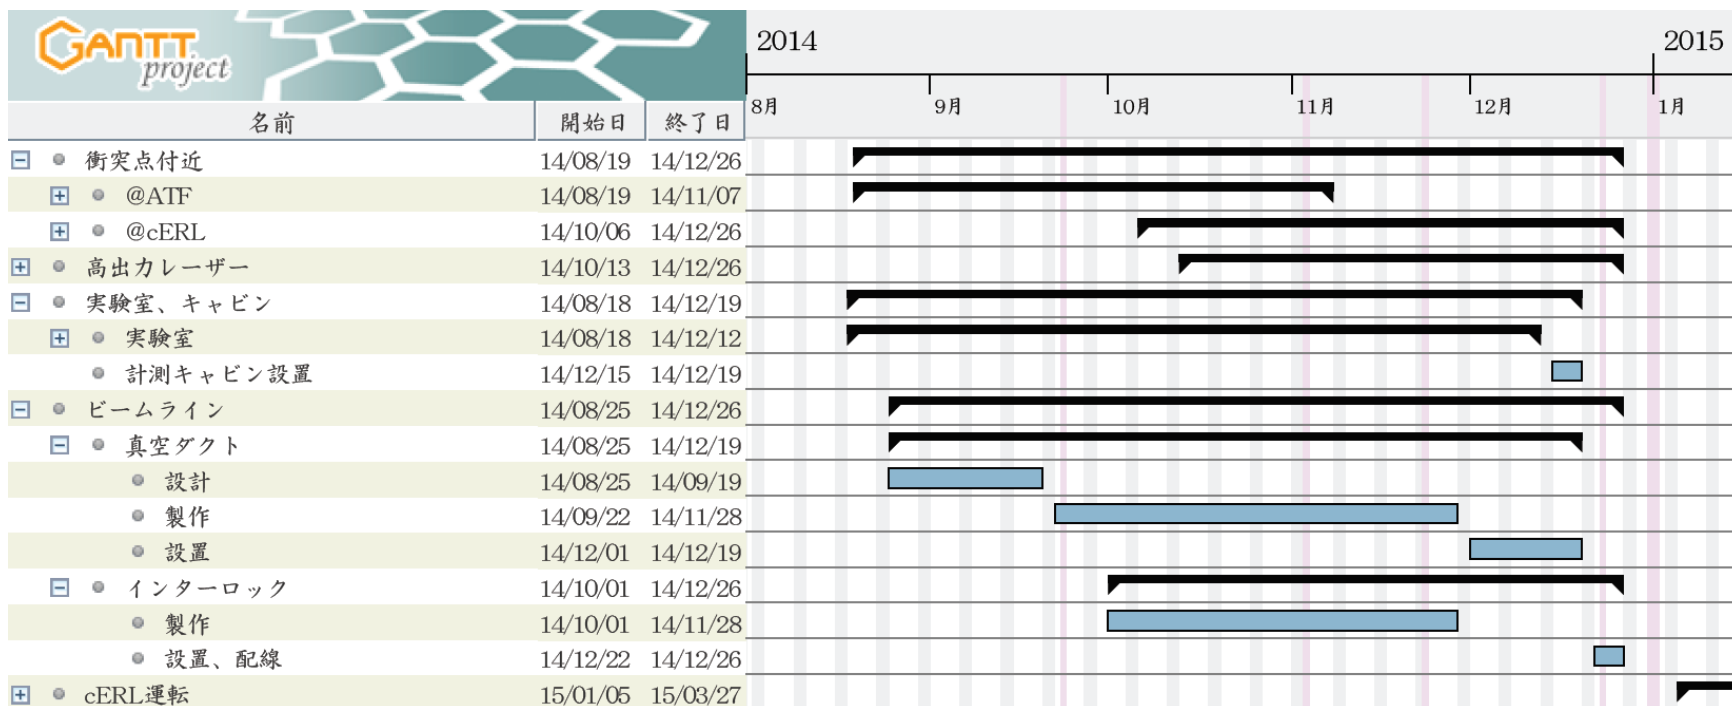 GANTT
project
2014
2015
8月
9月
10月
11月
12月
1月
名前 開始日 終了日
衝突点付近 14/08/19 14/12/26
@ATF 14/08/19 14/11/07
@cERL 14/10/06 14/12/26
高出力レーザー 14/10/13 14/12/26
実験室、キャビン 14/08/18 14/12/19
実験室 14/08/18 14/12/12
計測キャビン設置 14/12/15 14/12/19
ビームライン 14/08/25 14/12/26
真空ダクト 14/08/25 14/12/19
設計 14/08/25 14/09/19
製作 14/09/22 14/11/28
設置 14/12/01 14/12/19
インターロック 14/10/01 14/12/26
製作 14/10/01 14/11/28
設置、配線 14/12/22 14/12/26
cERL運転 15/01/05 15/03/27